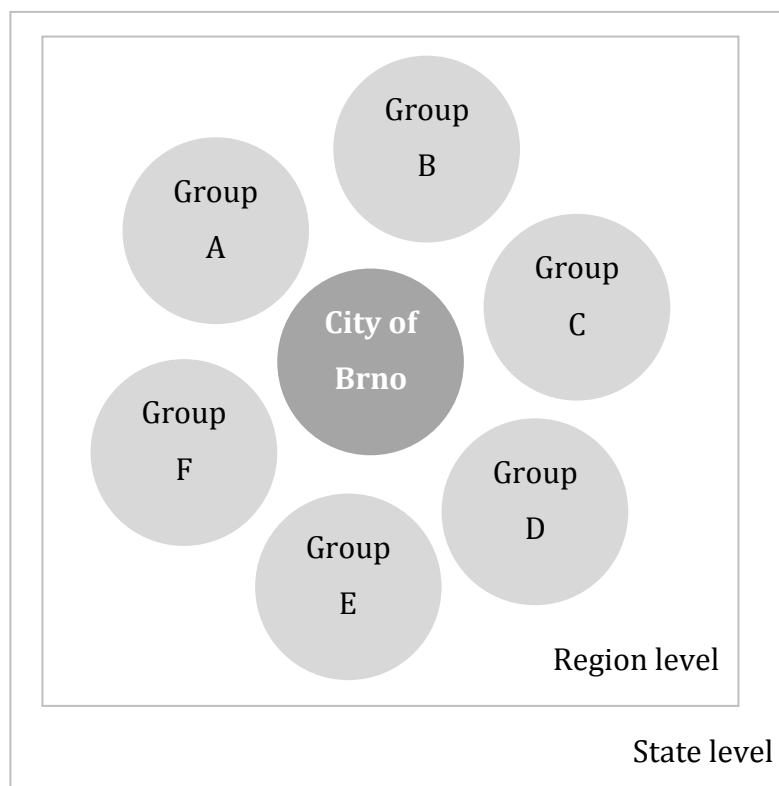 Group
B
Group
A
Group
C
City of
Brno
Group
F
Group
D
Group
E
Region level
State level